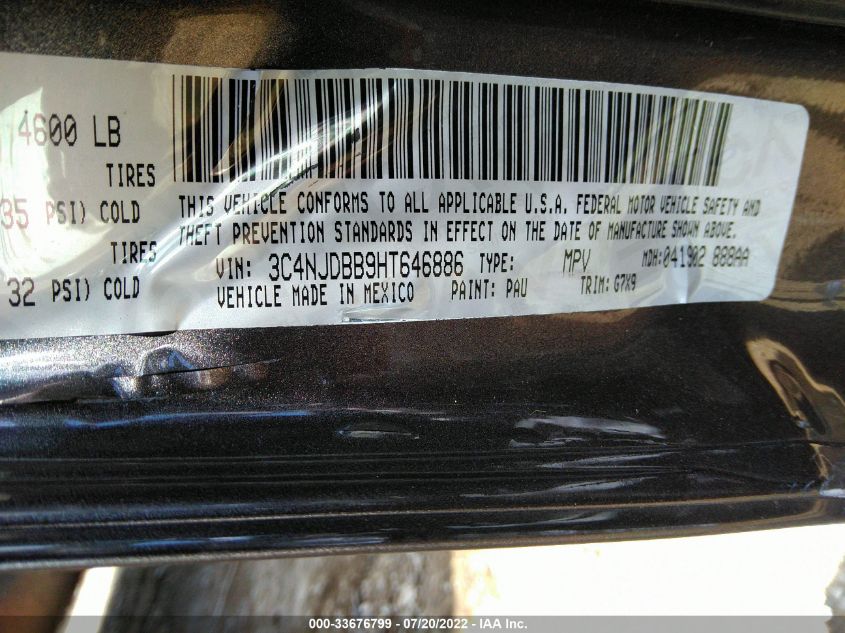 4600 LB
TIRES
35 PSI) COLD
TIRES
32 PSI) COLD
THIS VEHICLE CONFORMS TO ALL APPLICABLE U.S.A. FEDERAL MOTOR VEHICLE SAFETY AND
THEFT PREVENTION STANDARDS IN EFFECT ON THE DATE OF MANUFACTURE SHOWN ABOVE.
VIN: 3C4NJDBB9HT646886 TYPE: MPV MDH: 041902 888AA
VEHICLE MADE IN MEXICO PAINT: PAU TRIM: G7X9
000-33676799 - 07/20/2022 - IAA Inc.